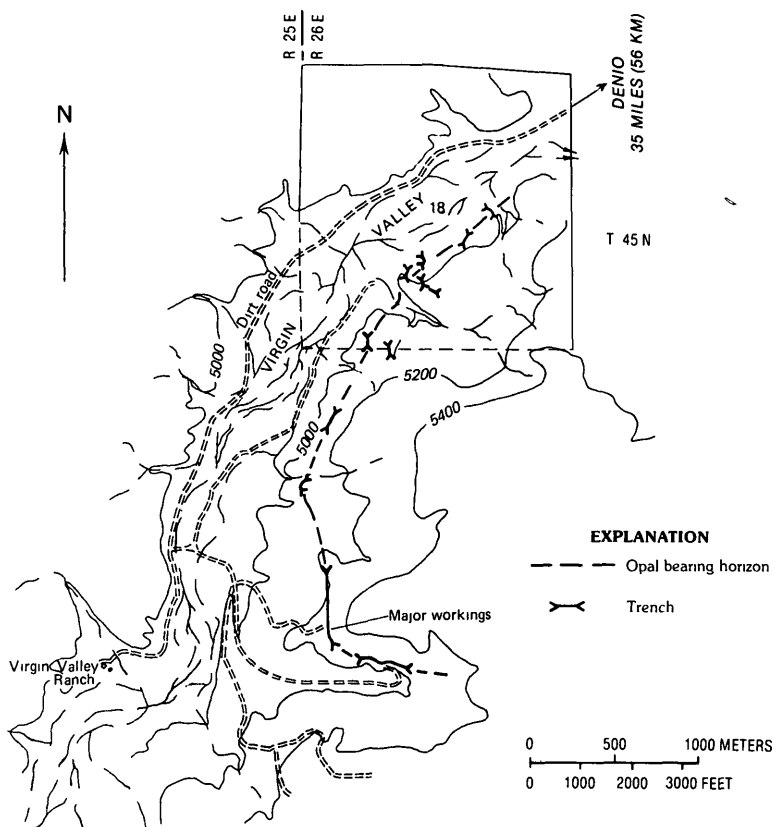 R 25 E
R 26 E
DENIO
35 MILES (56 KM)
N
VALLEY
18
T 45 N
Dirt road
VIRGIN
5000
5200
5400
5000
EXPLANATION
Opal bearing horizon
Trench
Major workings
Virgin Valley
Ranch
0 500 1000 METERS
0 1000 2000 3000 FEET